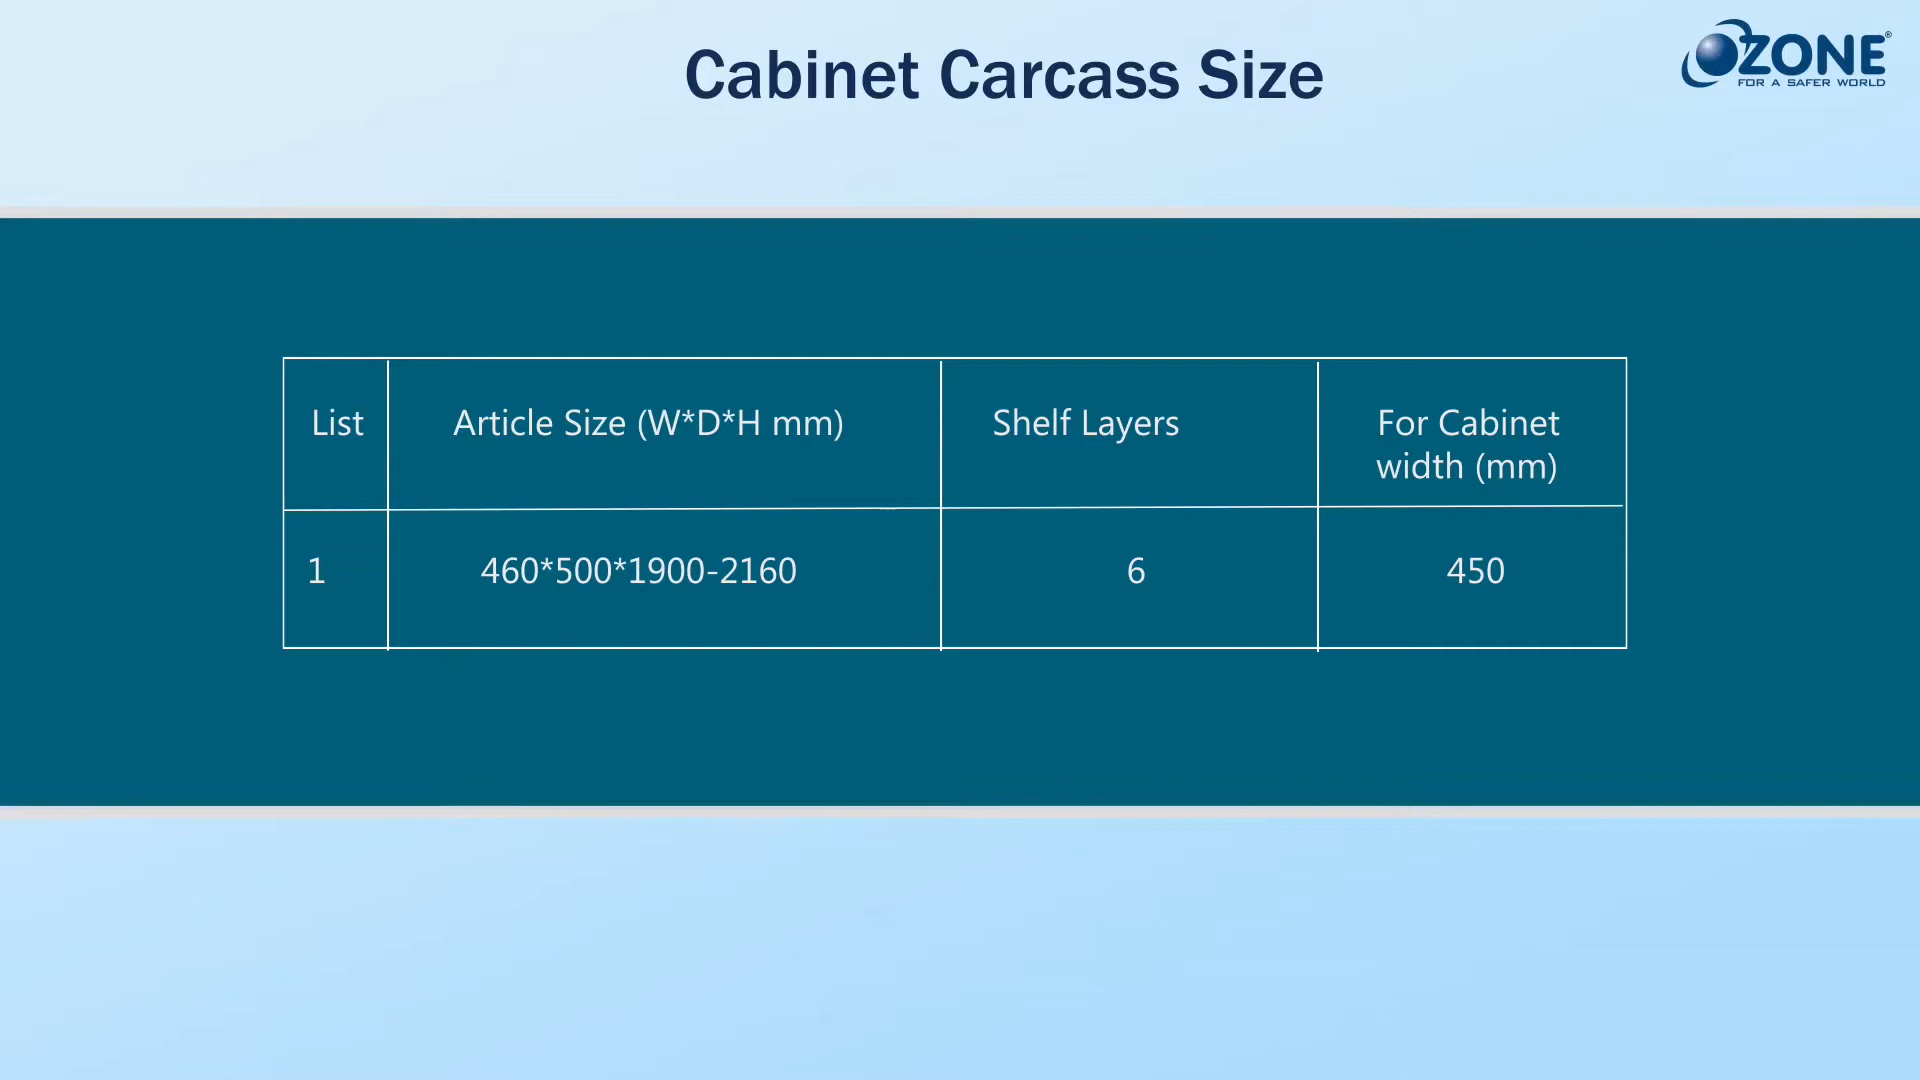 Cabinet Carcass Size
OZONE®
FOR A SAFER WORLD
List
Article Size (W*D*H mm)
Shelf Layers
For Cabinet
width (mm)
1
460*500*1900-2160
6
450